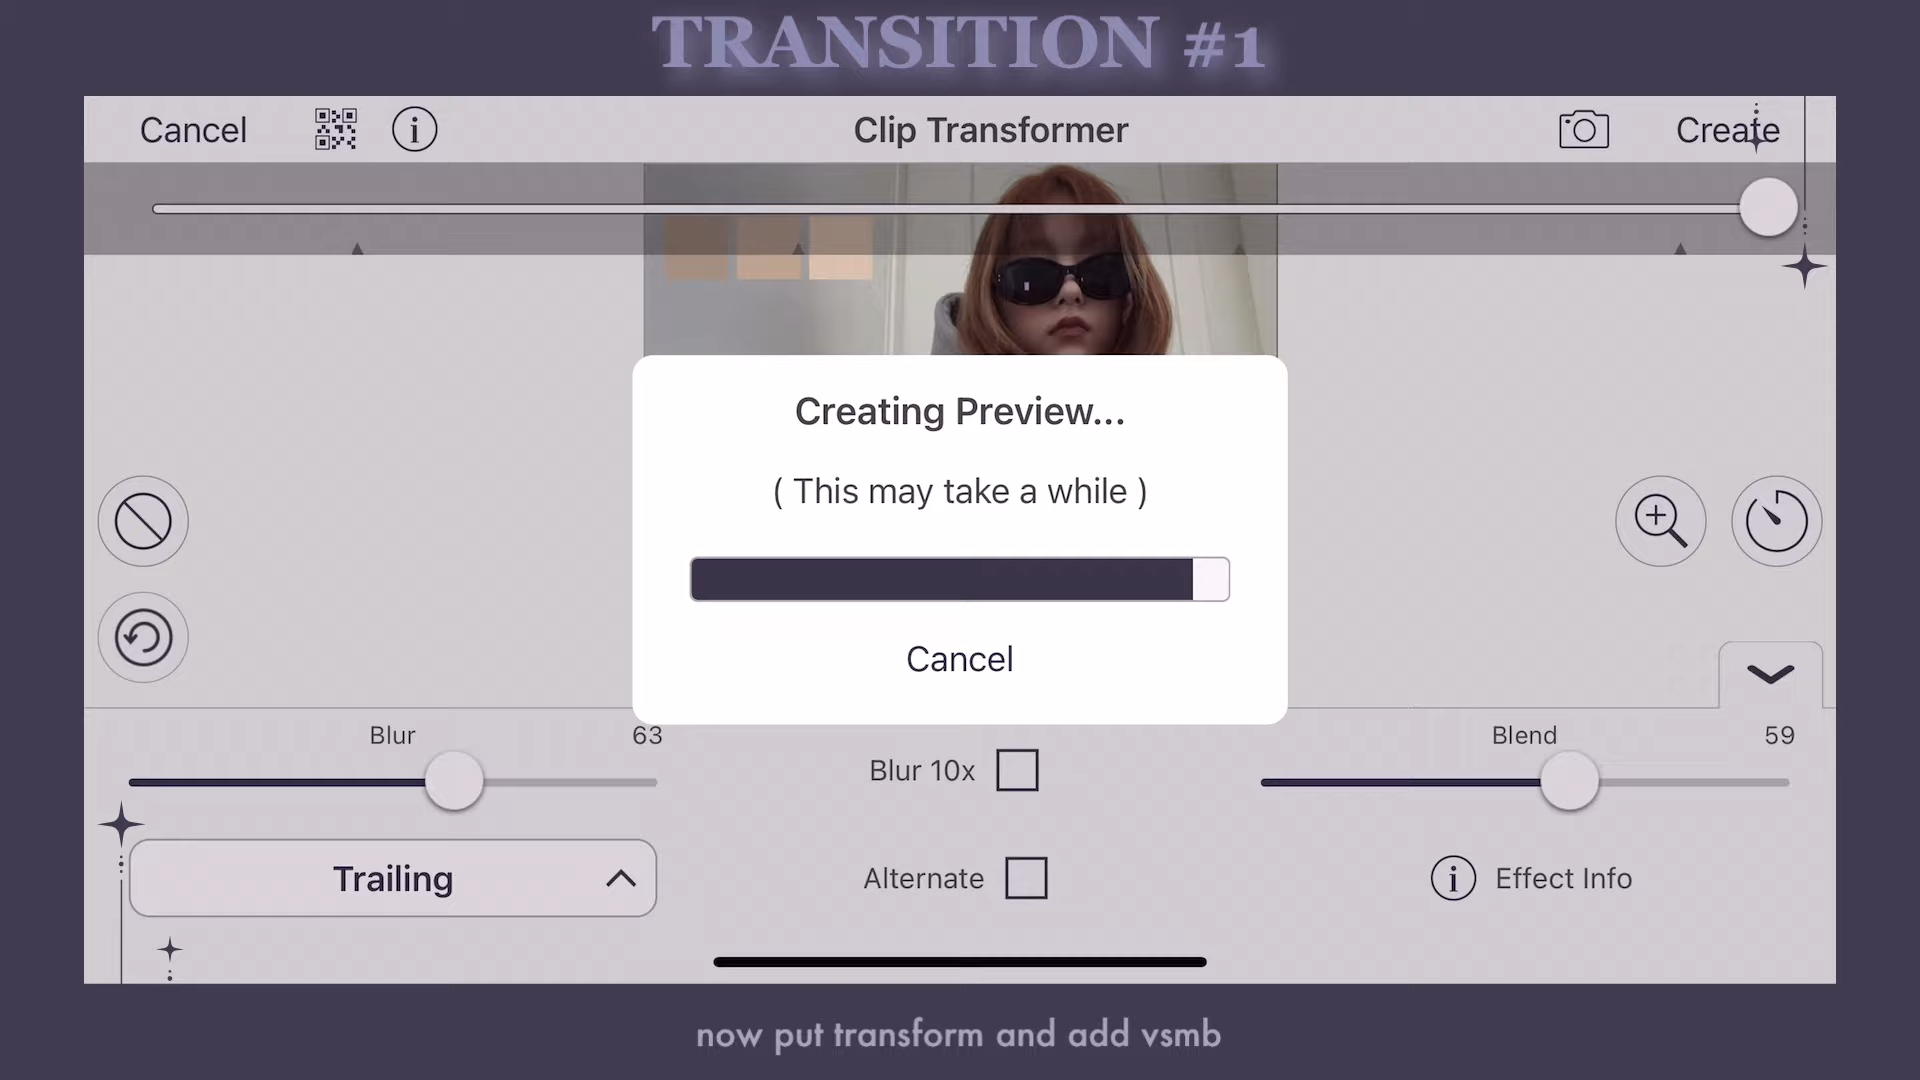 TRANSITION #1
Cancel
Clip Transformer
Create
Creating Preview...
( This may take a while )
Cancel
Blur 63
Blur 10x
Blend 59
Trailing
Alternate
Effect Info
now put transform and add vsmb